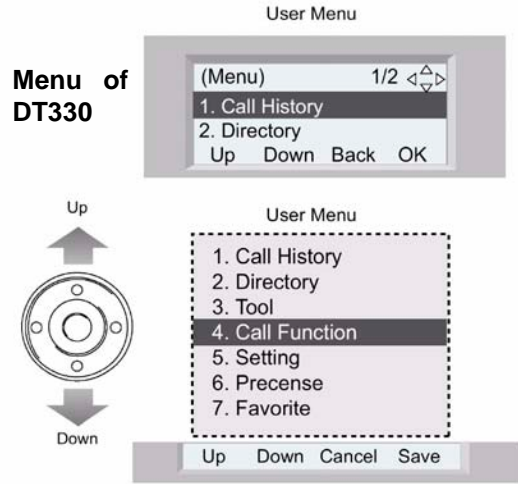 User Menu
Menu of
DT330
(Menu) 1/2
1. Call History
2. Directory
Up Down Back OK
Up
User Menu
1. Call History
2. Directory
3. Tool
4. Call Function
5. Setting
6. Precense
7. Favorite
Down
Up Down Cancel Save